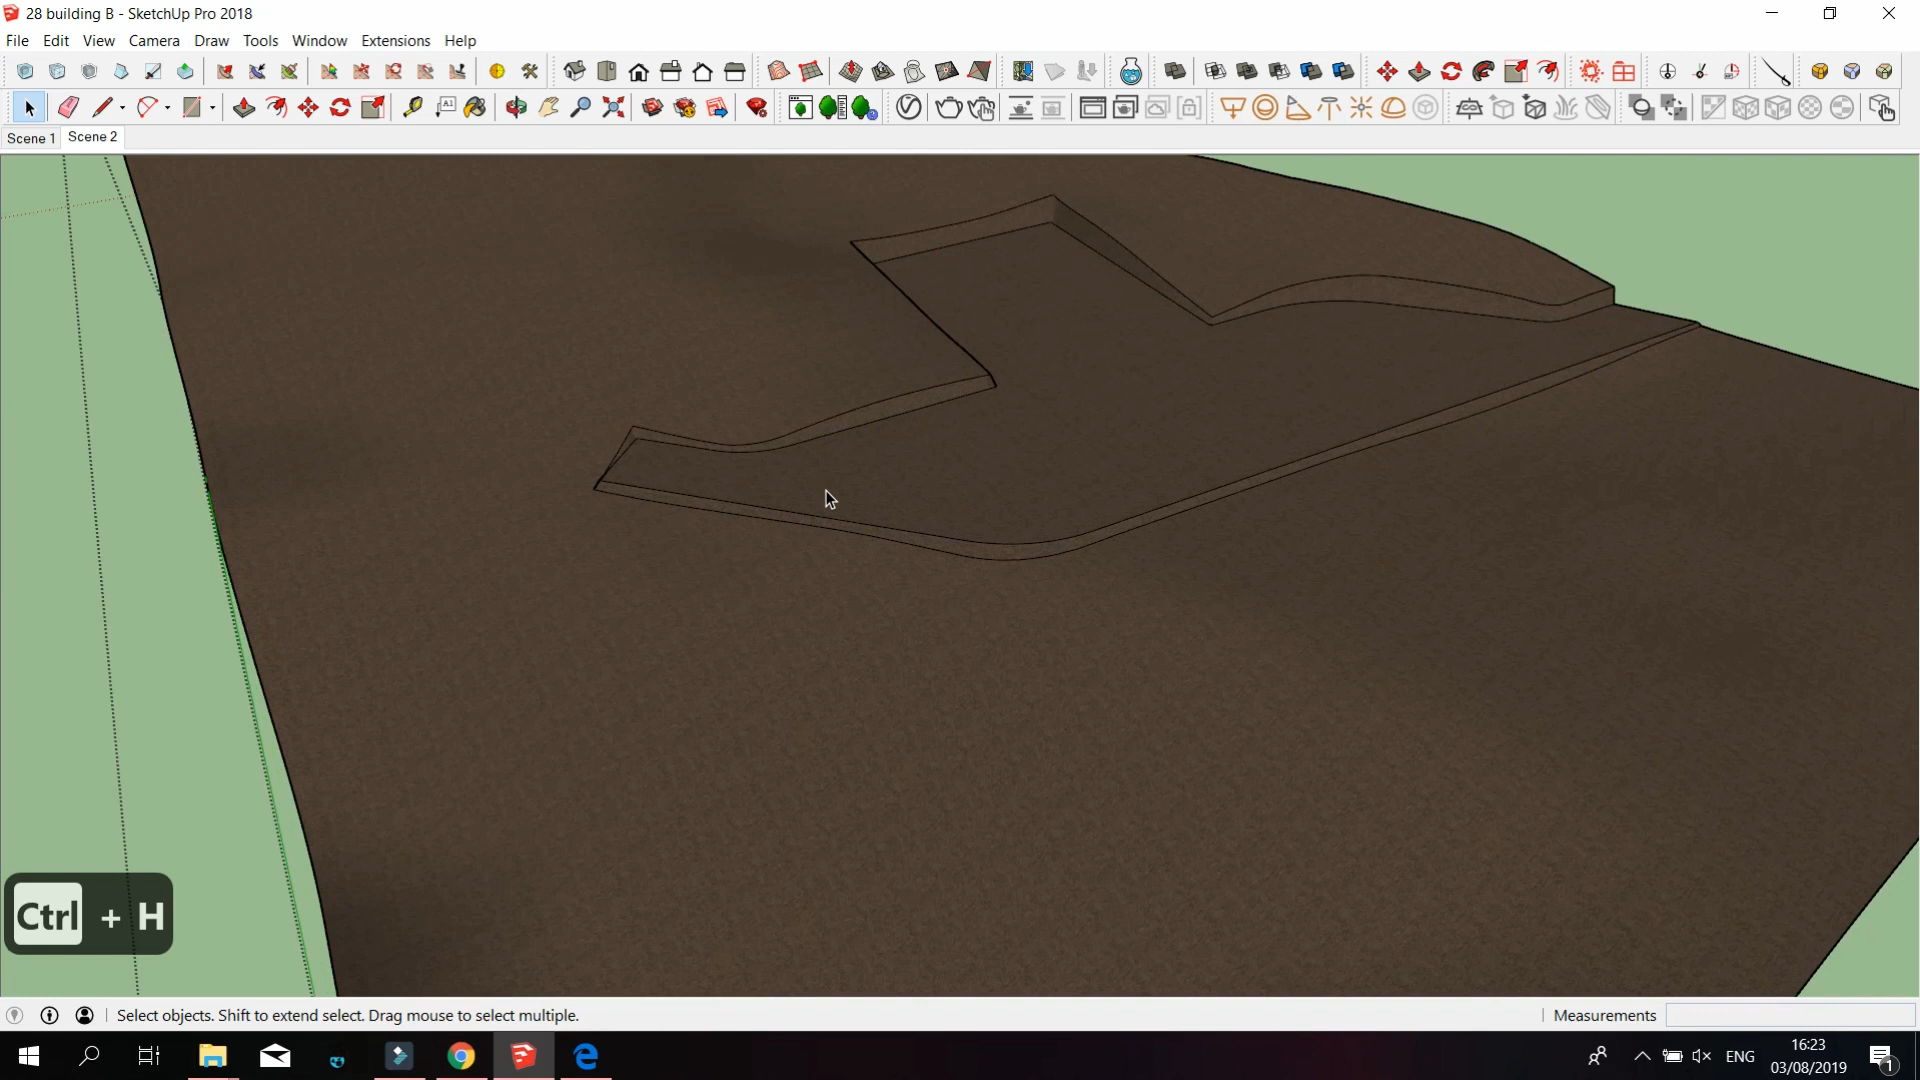 28 building B - SketchUp Pro 2018
File Edit View Camera Draw Tools Window Extensions Help
Scene 1 Scene 2
Ctrl + H
Select objects. Shift to extend select. Drag mouse to select multiple.
Measurements
ENG
16:23
03/08/2019
1